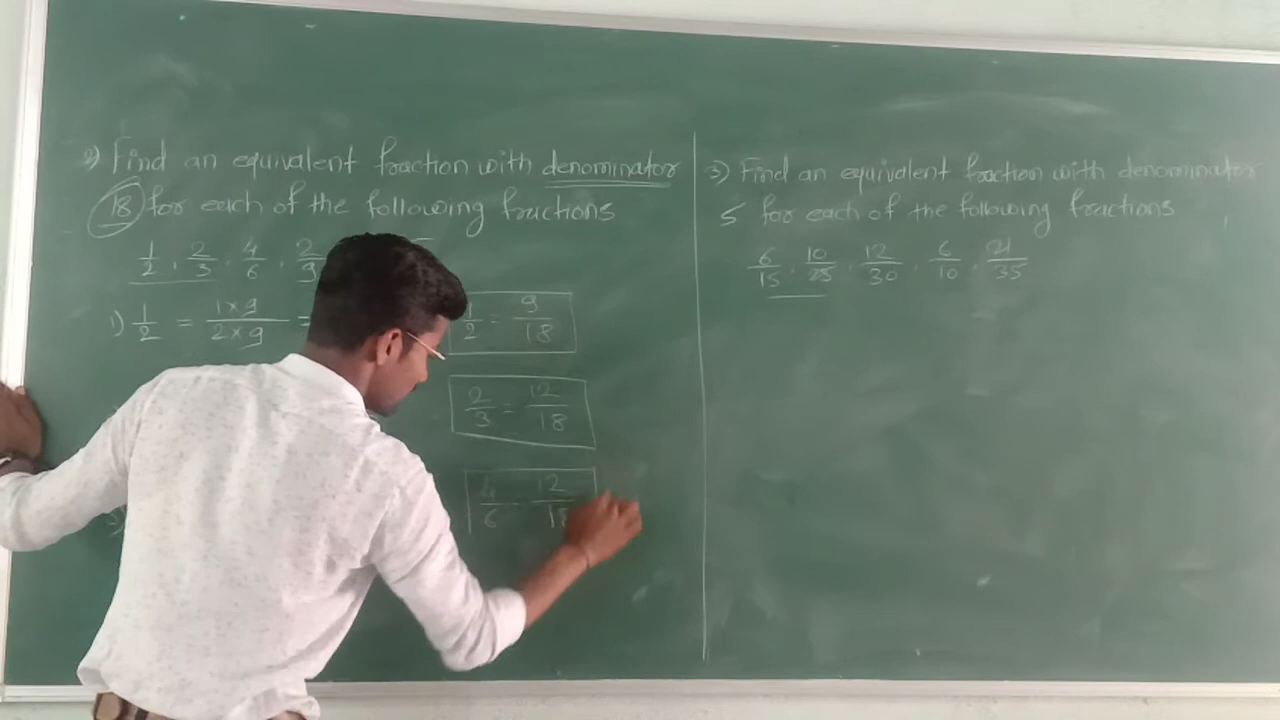 2) Find an equivalent fraction with denominator
18 for each of the following fractions
1/2, 2/3, 4/6, 2/9
1) 1/2 = 1×9/2×9 =
1/2 = 9/18
2/3 = 12/18
3)
4/6 = 12/18
3) Find an equivalent fraction with denominator
5 for each of the following fractions
6/15, 10/25, 12/30, 6/10, 21/35